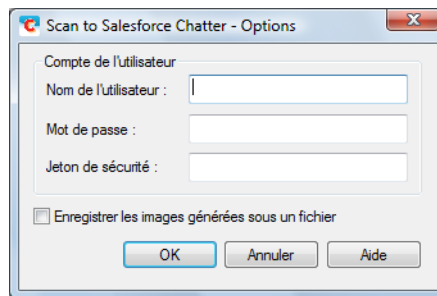 Scan to Salesforce Chatter - Options
Compte de l'utilisateur
Nom de l'utilisateur :
Mot de passe :
Jeton de sécurité :
Enregistrer les images générées sous un fichier
OK Annuler Aide